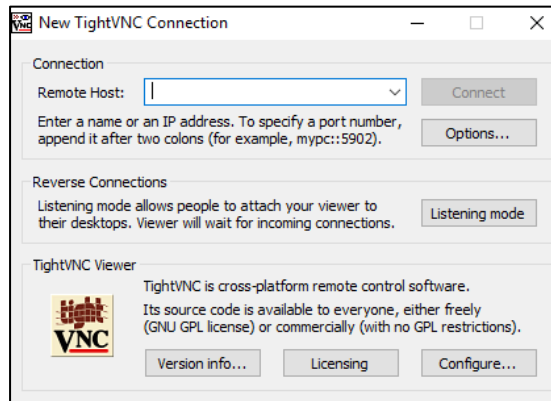 New TightVNC Connection
Connection
Remote Host:
Connect
Enter a name or an IP address. To specify a port number,
append it after two colons (for example, mypc::5902).
Options...
Reverse Connections
Listening mode allows people to attach your viewer to
their desktops. Viewer will wait for incoming connections.
Listening mode
TightVNC Viewer
TightVNC is cross-platform remote control software.
Its source code is available to everyone, either freely
(GNU GPL license) or commercially (with no GPL restrictions).
tight
VNC
Version info...
Licensing
Configure...